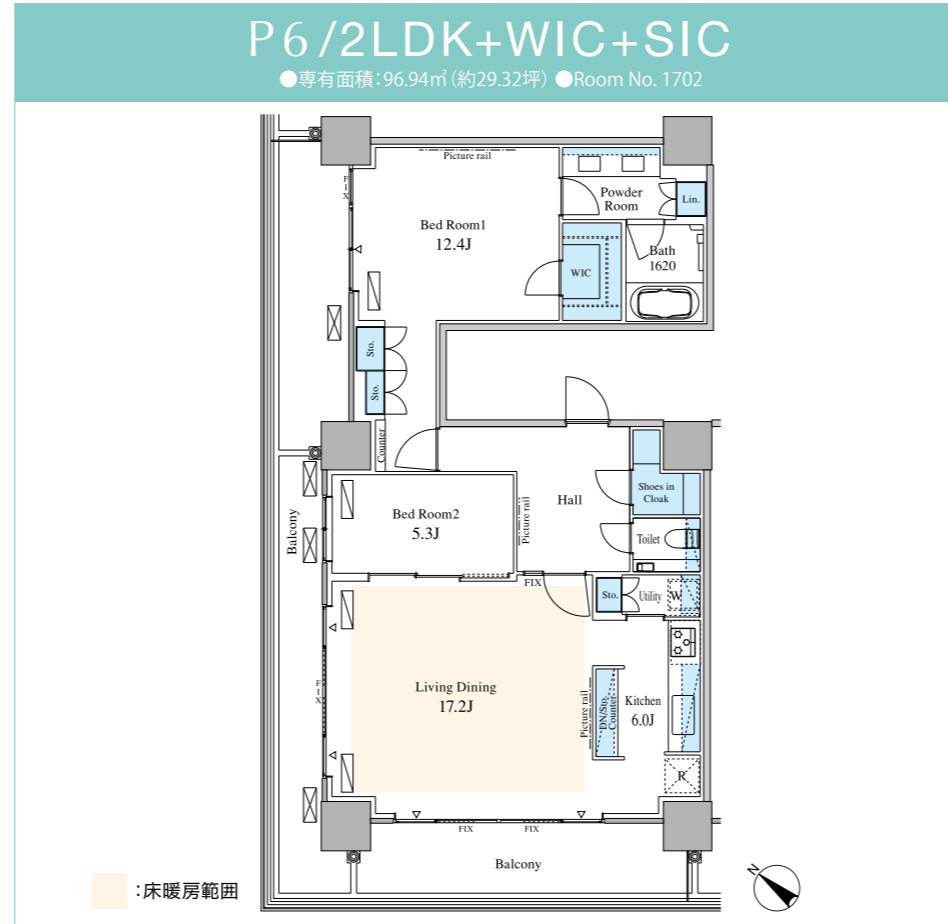 P6/2LDK+WIC+SIC
●専有面積:96.94㎡(約29.32坪) ●Room No. 1702
Picture rail
FIX
Powder
Room
Lin.
Bed Room1
12.4J
WIC
Bath
1620
Sto.
Sto.
Counter
Shoes in
Cloak
Hall
Bed Room2
5.3J
Picture rail
Balcony
Toilet
FIX
Sto.
Utility
W
FIX
Living Dining
17.2J
Picture rail
DN/Sto.
Counter
Kitchen
6.0J
R
FIX
FIX
Balcony
N
:床暖房範囲